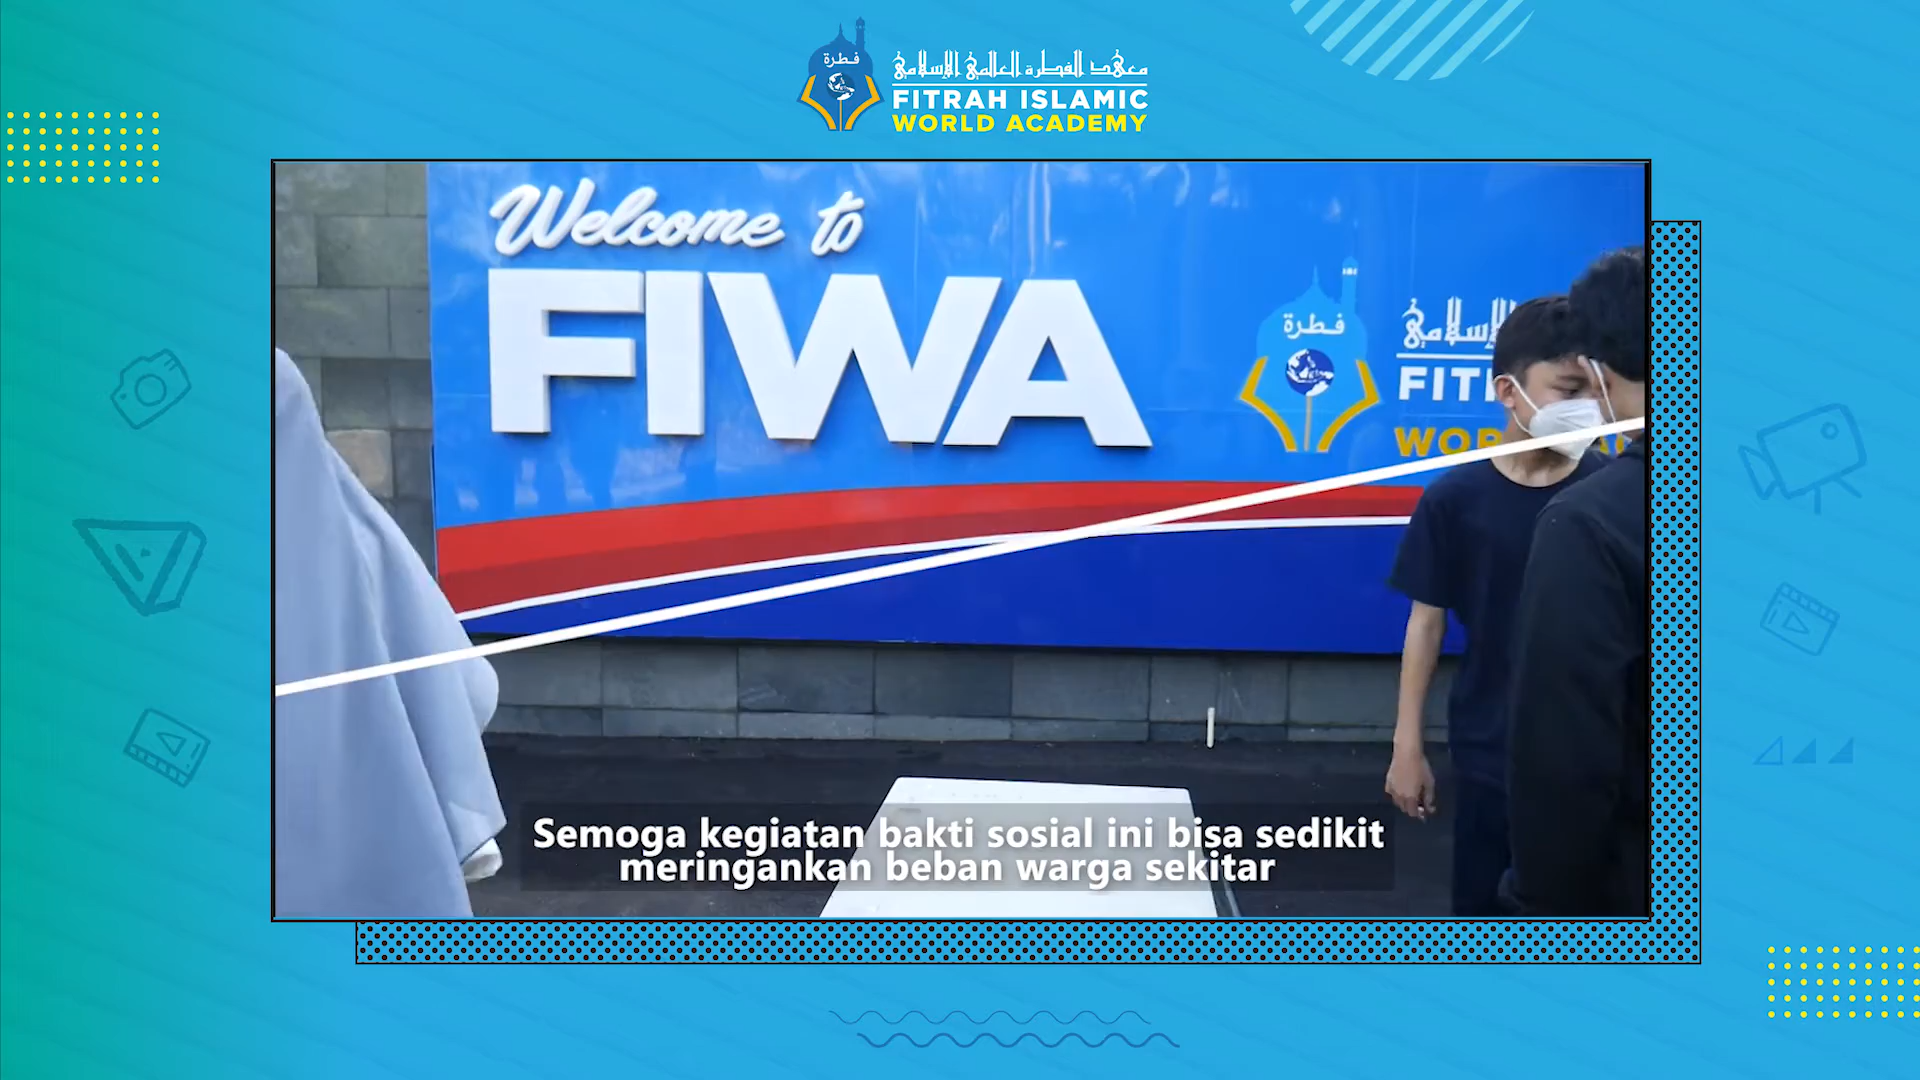 فطرة
معهد الفطرة العالمي الإسلامي
FITRAH ISLAMIC
WORLD ACADEMY
Welcome to
FIWA
فطرة
الإسلامي
FIT
WOR
Semoga kegiatan bakti sosial ini bisa sedikit
meringankan beban warga sekitar